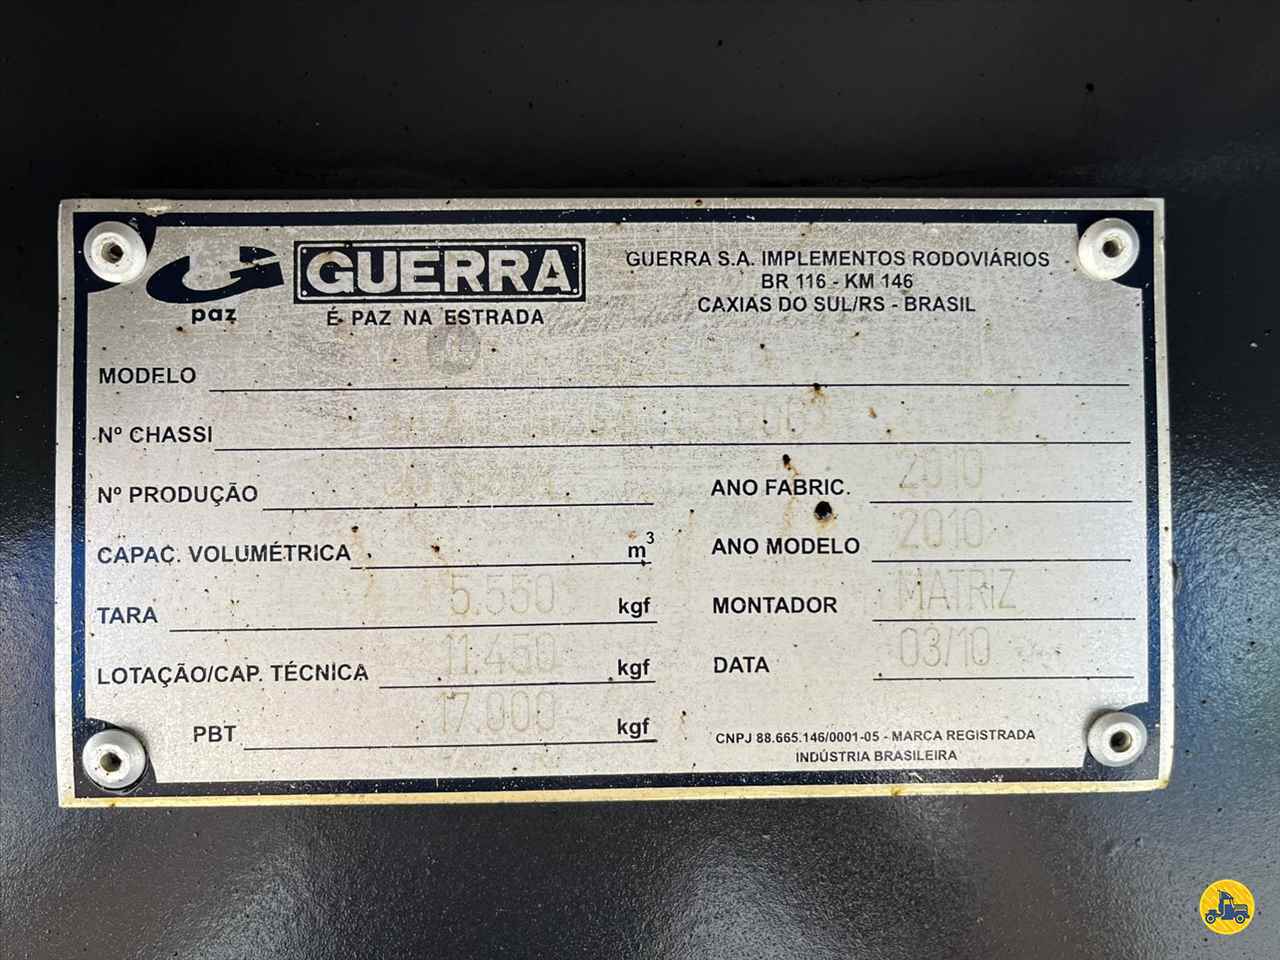 paz
GUERRA
É PAZ NA ESTRADA
GUERRA S.A. IMPLEMENTOS RODOVIÁRIOS
BR 116 - KM 146
CAXIAS DO SUL/RS - BRASIL
MODELO
Nº CHASSI
Nº PRODUÇÃO
CAPAC. VOLUMÉTRICA m³
TARA 5.550 kgf
LOTAÇÃO/CAP. TÉCNICA 11.450 kgf
PBT 17.000 kgf
ANO FABRIC. 2010
ANO MODELO 2010
MONTADOR MATRIZ
DATA 03/10
CNPJ 88.665.146/0001-05 - MARCA REGISTRADA
INDÚSTRIA BRASILEIRA